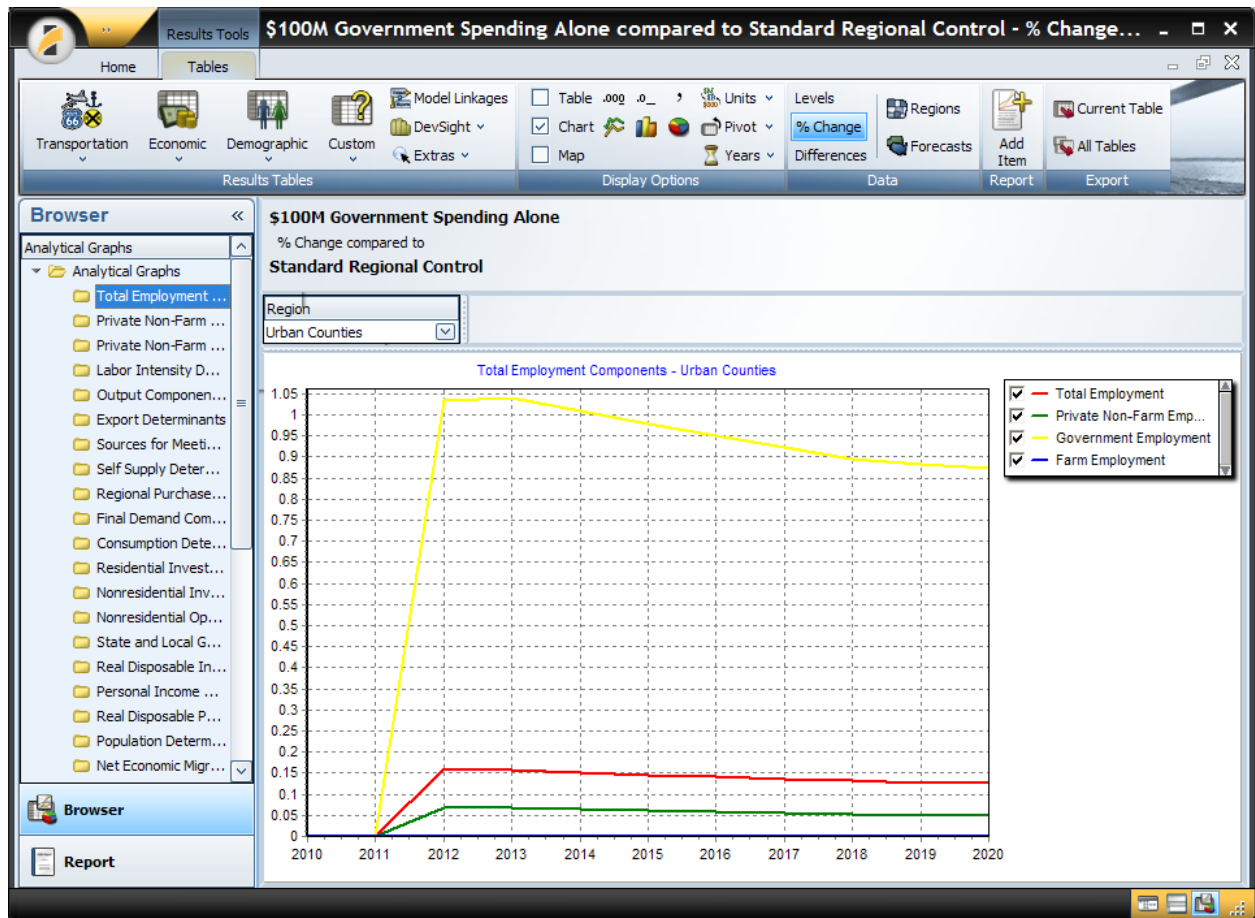 Results Tools
$100M Government Spending Alone compared to Standard Regional Control - % Change...
Home
Tables
Transportation
Economic
Demographic
Custom
Model Linkages
DevSight
Extras
Results Tables
Table
Chart
Map
.000
.0_
,
Units
Pivot
Years
Display Options
Levels
% Change
Differences
Regions
Forecasts
Data
Add
Item
Report
Current Table
All Tables
Export
Browser
«
Analytical Graphs
Analytical Graphs
Total Employment ...
Private Non-Farm ...
Private Non-Farm ...
Labor Intensity D...
Output Componen...
Export Determinants
Sources for Meeti...
Self Supply Deter...
Regional Purchase...
Final Demand Com...
Consumption Dete...
Residential Invest...
Nonresidential Inv...
Nonresidential Op...
State and Local G...
Real Disposable In...
Personal Income ...
Real Disposable P...
Population Determ...
Net Economic Migr...
Browser
Report
$100M Government Spending Alone
% Change compared to
Standard Regional Control
Region
Urban Counties
Total Employment Components - Urban Counties
1.05
1
0.95
0.9
0.85
0.8
0.75
0.7
0.65
0.6
0.55
0.5
0.45
0.4
0.35
0.3
0.25
0.2
0.15
0.1
0.05
0
2010 2011 2012 2013 2014 2015 2016 2017 2018 2019 2020
Total Employment
Private Non-Farm Emp...
Government Employment
Farm Employment